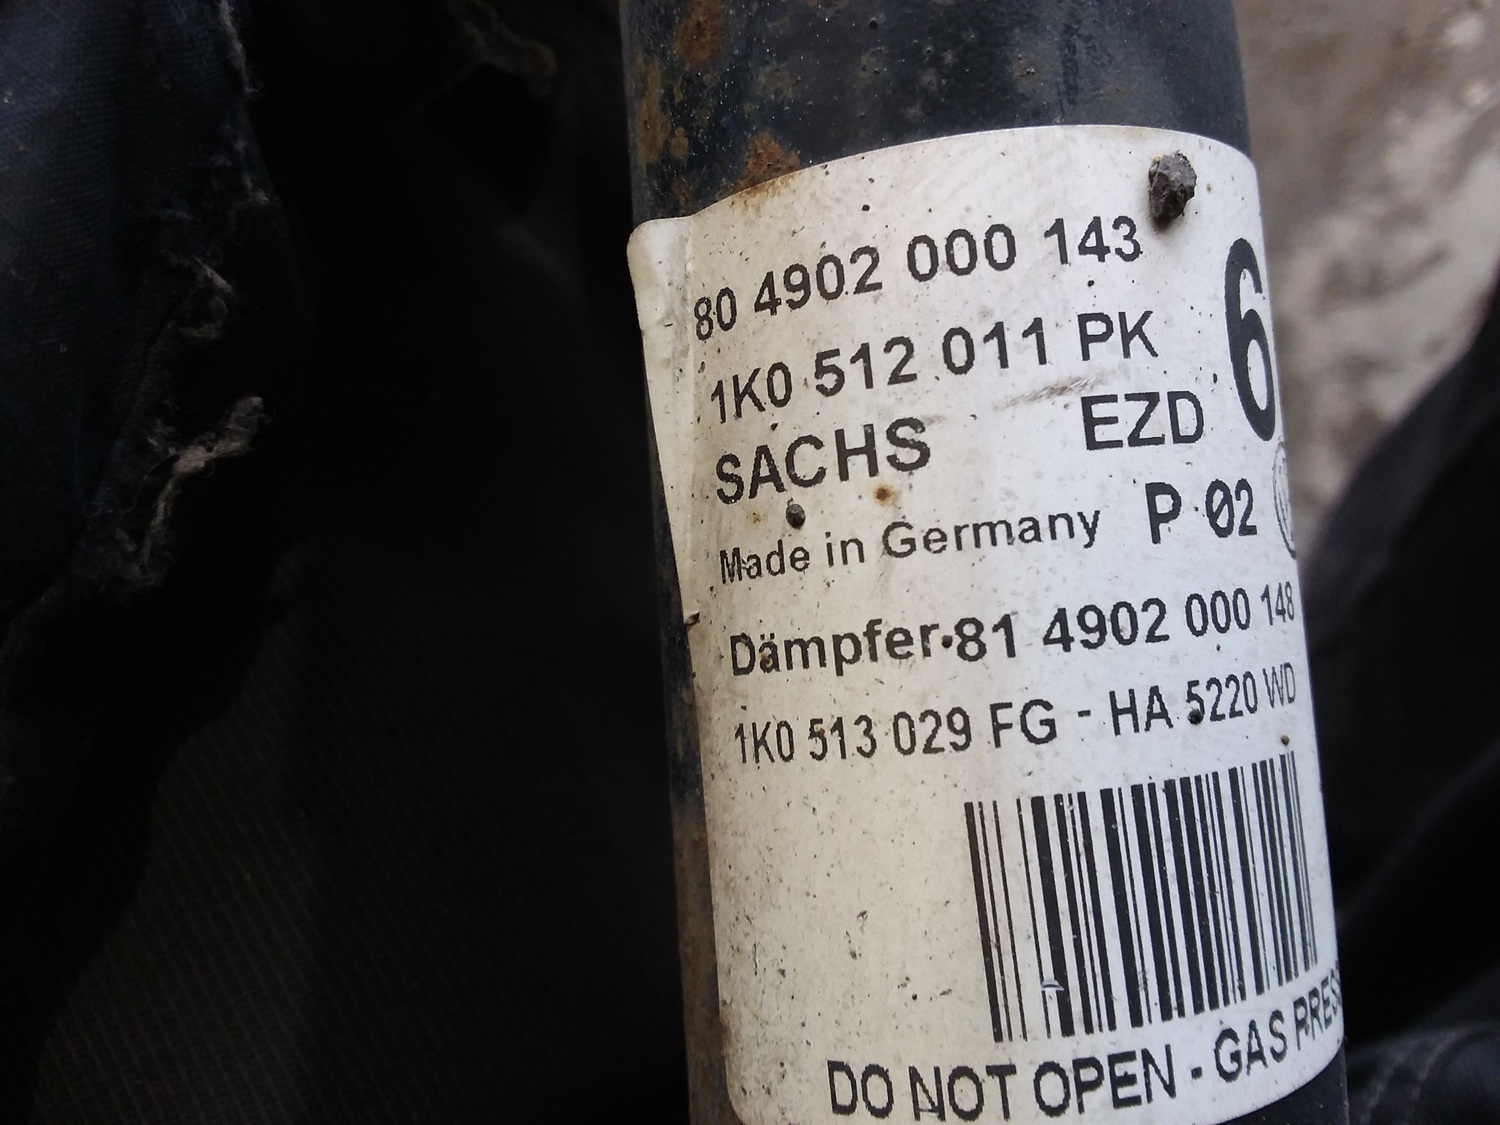 80 4902 000 143
6
1K0 512 011 PK
SACHS EZD
Made in Germany P 02
Dämpfer 81 4902 000 148
1K0 513 029 FG - HA 5220 WD
DO NOT OPEN - GAS PRES